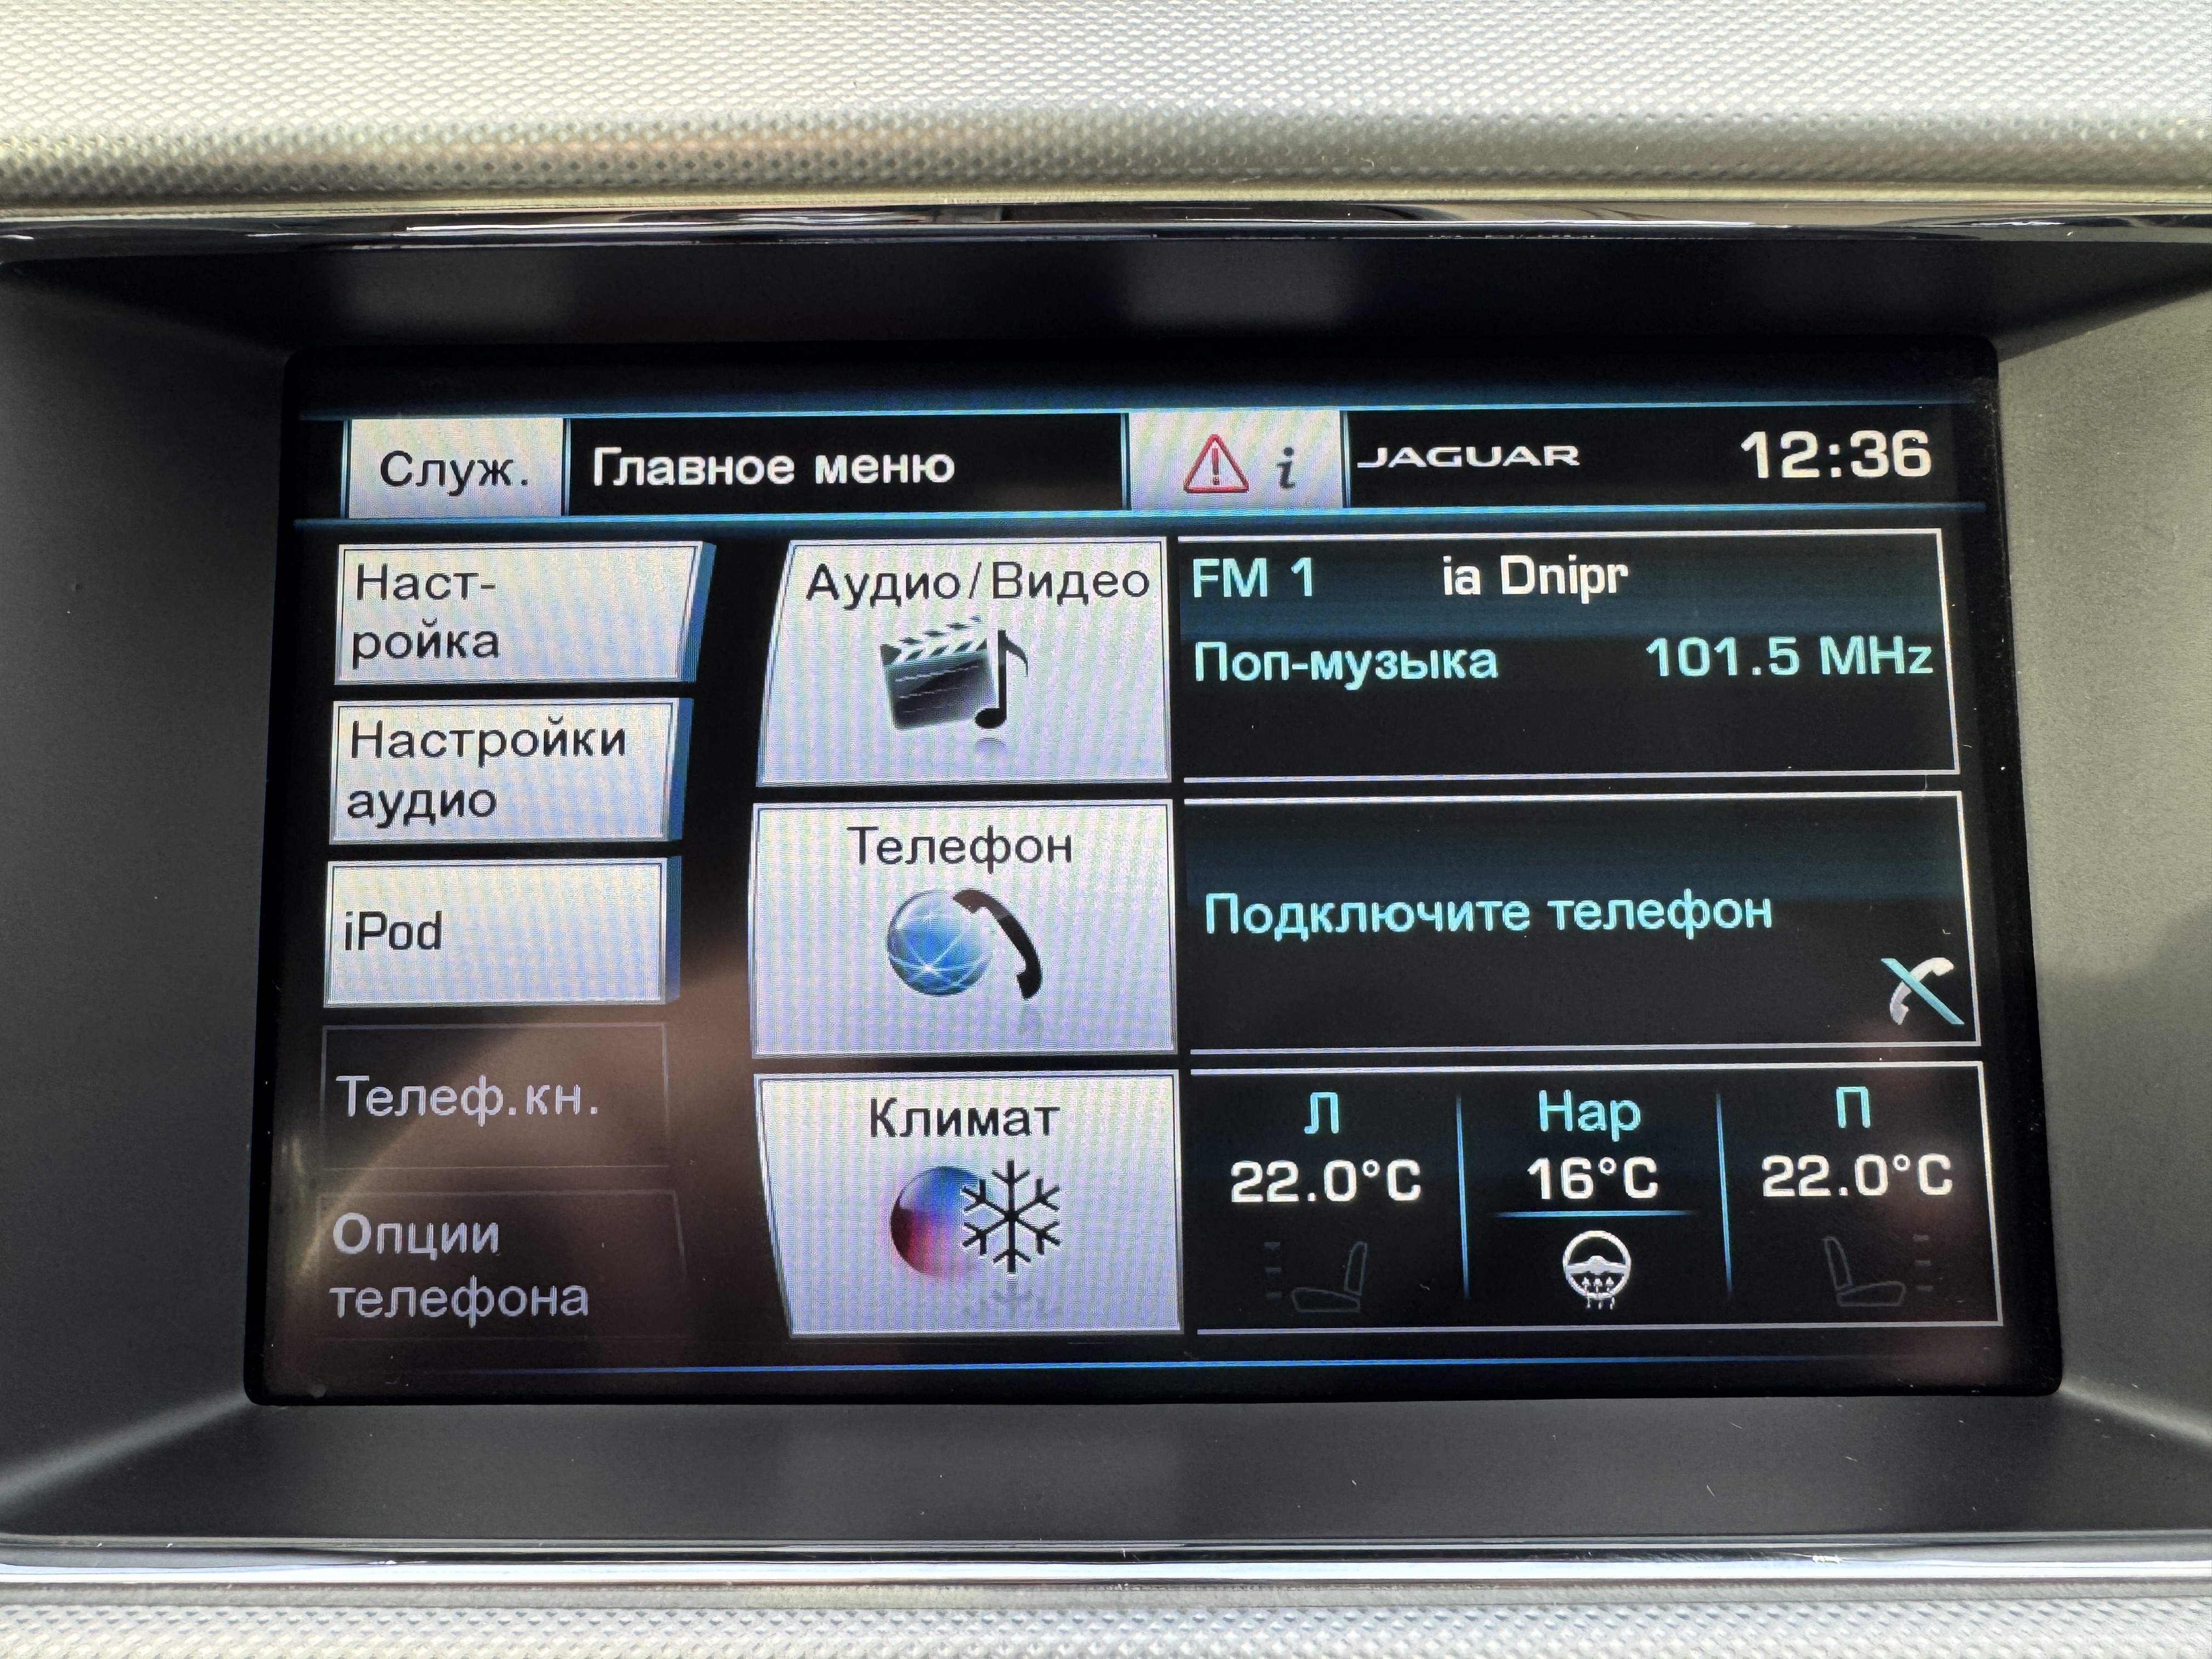 Служ.
Главное меню
i
JAGUAR
12:36
Наст-
ройка
Настройки
аудио
iPod
Телеф.кн.
Опции
телефона
Аудио/Видео
Телефон
Климат
FM 1 ia Dnipr
Поп-музыка 101.5 MHz
Подключите телефон
Л Нар П
22.0°C 16°C 22.0°C